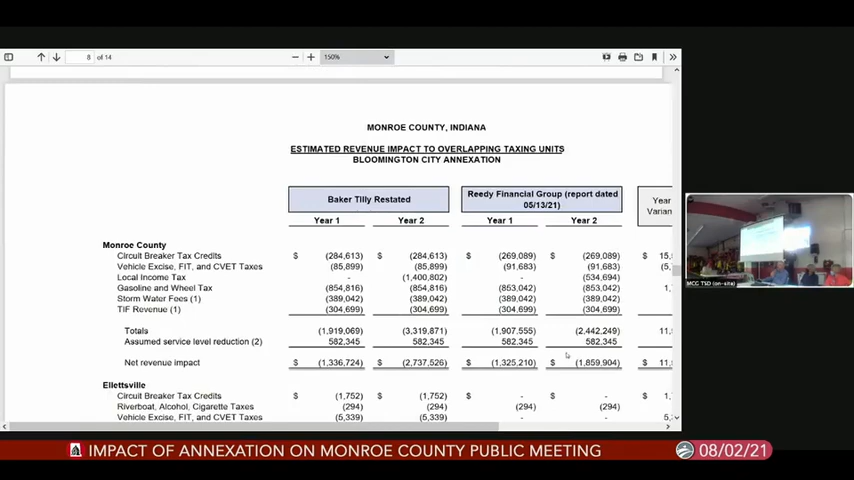 8 of 14
150%
MONROE COUNTY, INDIANA
ESTIMATED REVENUE IMPACT TO OVERLAPPING TAXING UNITS
BLOOMINGTON CITY ANNEXATION
Baker Tilly Restated Reedy Financial Group (report dated 05/13/21) Year Varian
Year 1 Year 2 Year 1 Year 2
Monroe County
Circuit Breaker Tax Credits $ (284,613) $ (284,613) $ (269,089) $ (269,089) $ 15,
Vehicle Excise, FIT, and CVET Taxes (85,899) (85,899) (91,683) (91,683) (5,
Local Income Tax - (1,400,802) - (534,694)
Gasoline and Wheel Tax (854,816) (854,816) (853,042) (853,042) 1,
Storm Water Fees (1) (389,042) (389,042) (389,042) (389,042)
TIF Revenue (1) (304,699) (304,699) (304,699) (304,699)
Totals (1,919,069) (3,319,871) (1,907,555) (2,442,249) 11,
Assumed service level reduction (2) 582,345 582,345 582,345 582,345
Net revenue impact $ (1,336,724) $ (2,737,526) $ (1,325,210) $ (1,859,904) $ 11,
Ellettsville
Circuit Breaker Tax Credits $ (1,752) $ (1,752) $ - $ - $ 1,
Riverboat, Alcohol, Cigarette Taxes (294) (294) (294) (294)
Vehicle Excise, FIT, and CVET Taxes (5,339) (5,339) - - (5,
MCC TSD (on-site)
IMPACT OF ANNEXATION ON MONROE COUNTY PUBLIC MEETING 08/02/21